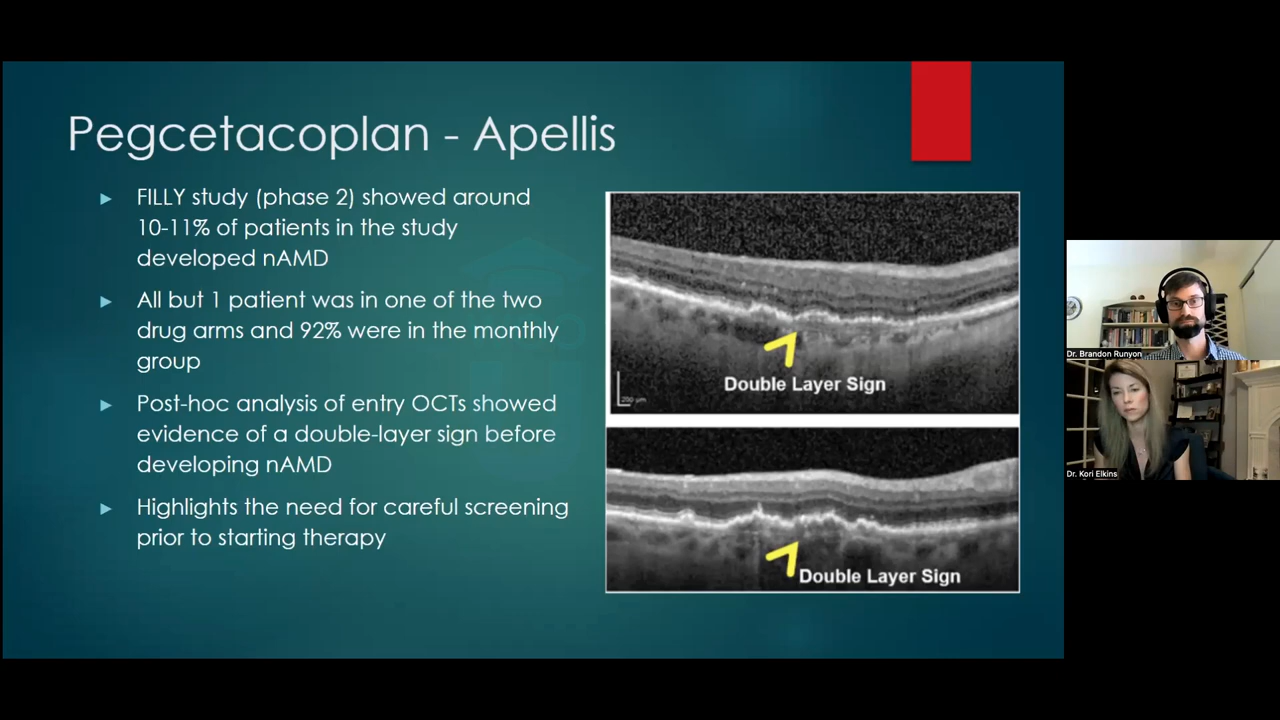 Pegcetacoplan - Apellis
FILLY study (phase 2) showed around
10-11% of patients in the study
developed nAMD
All but 1 patient was in one of the two
drug arms and 92% were in the monthly
group
Post-hoc analysis of entry OCTs showed
evidence of a double-layer sign before
developing nAMD
Highlights the need for careful screening
prior to starting therapy
Double Layer Sign
200 µm
Double Layer Sign
Dr. Brandon Runyon
Dr. Kori Elkins